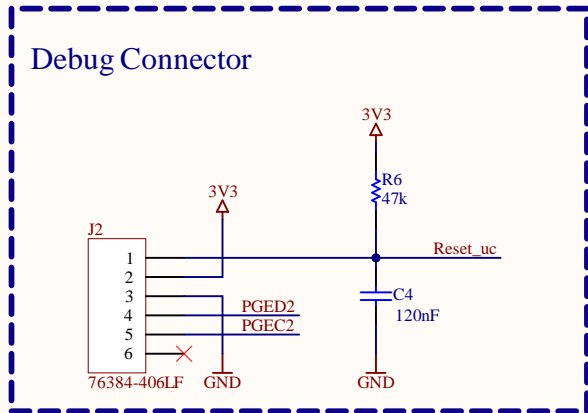 Debug Connector
3V3
R6
47k
3V3
J2
1
Reset_uc
2
3
C4
4
PGED2
120nF
5
PGEC2
6
76384-406LF
GND
GND